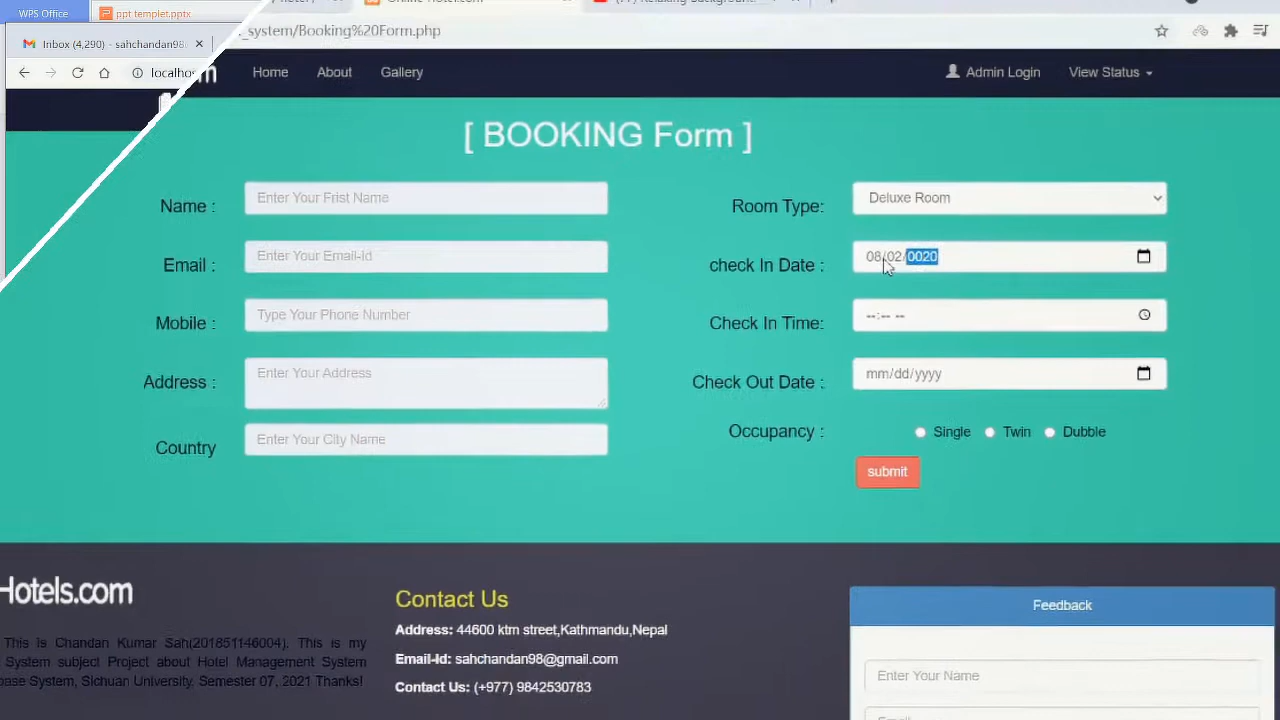 WPS Office
ppt templet.pptx
Inbox (4,290) - sahchandan98
_system/Booking%20Form.php
localho
m
Home
About
Gallery
Admin Login
View Status
[ BOOKING Form ]
Name :
Enter Your Frist Name
Room Type:
Deluxe Room
Email :
Enter Your Email-Id
check In Date :
08/02/0020
Mobile :
Type Your Phone Number
Check In Time:
--:-- --
Address :
Enter Your Address
Check Out Date :
mm/dd/yyyy
Country
Enter Your City Name
Occupancy :
Single
Twin
Dubble
submit
Hotels.com
This Is Chandan Kumar Sah(201851146004). This is my
System subject Project about Hotel Management System
base System, Sichuan University. Semester 07, 2021 Thanks!
Contact Us
Address: 44600 ktm street,Kathmandu,Nepal
Email-Id: sahchandan98@gmail.com
Contact Us: (+977) 9842530783
Feedback
Enter Your Name
Email